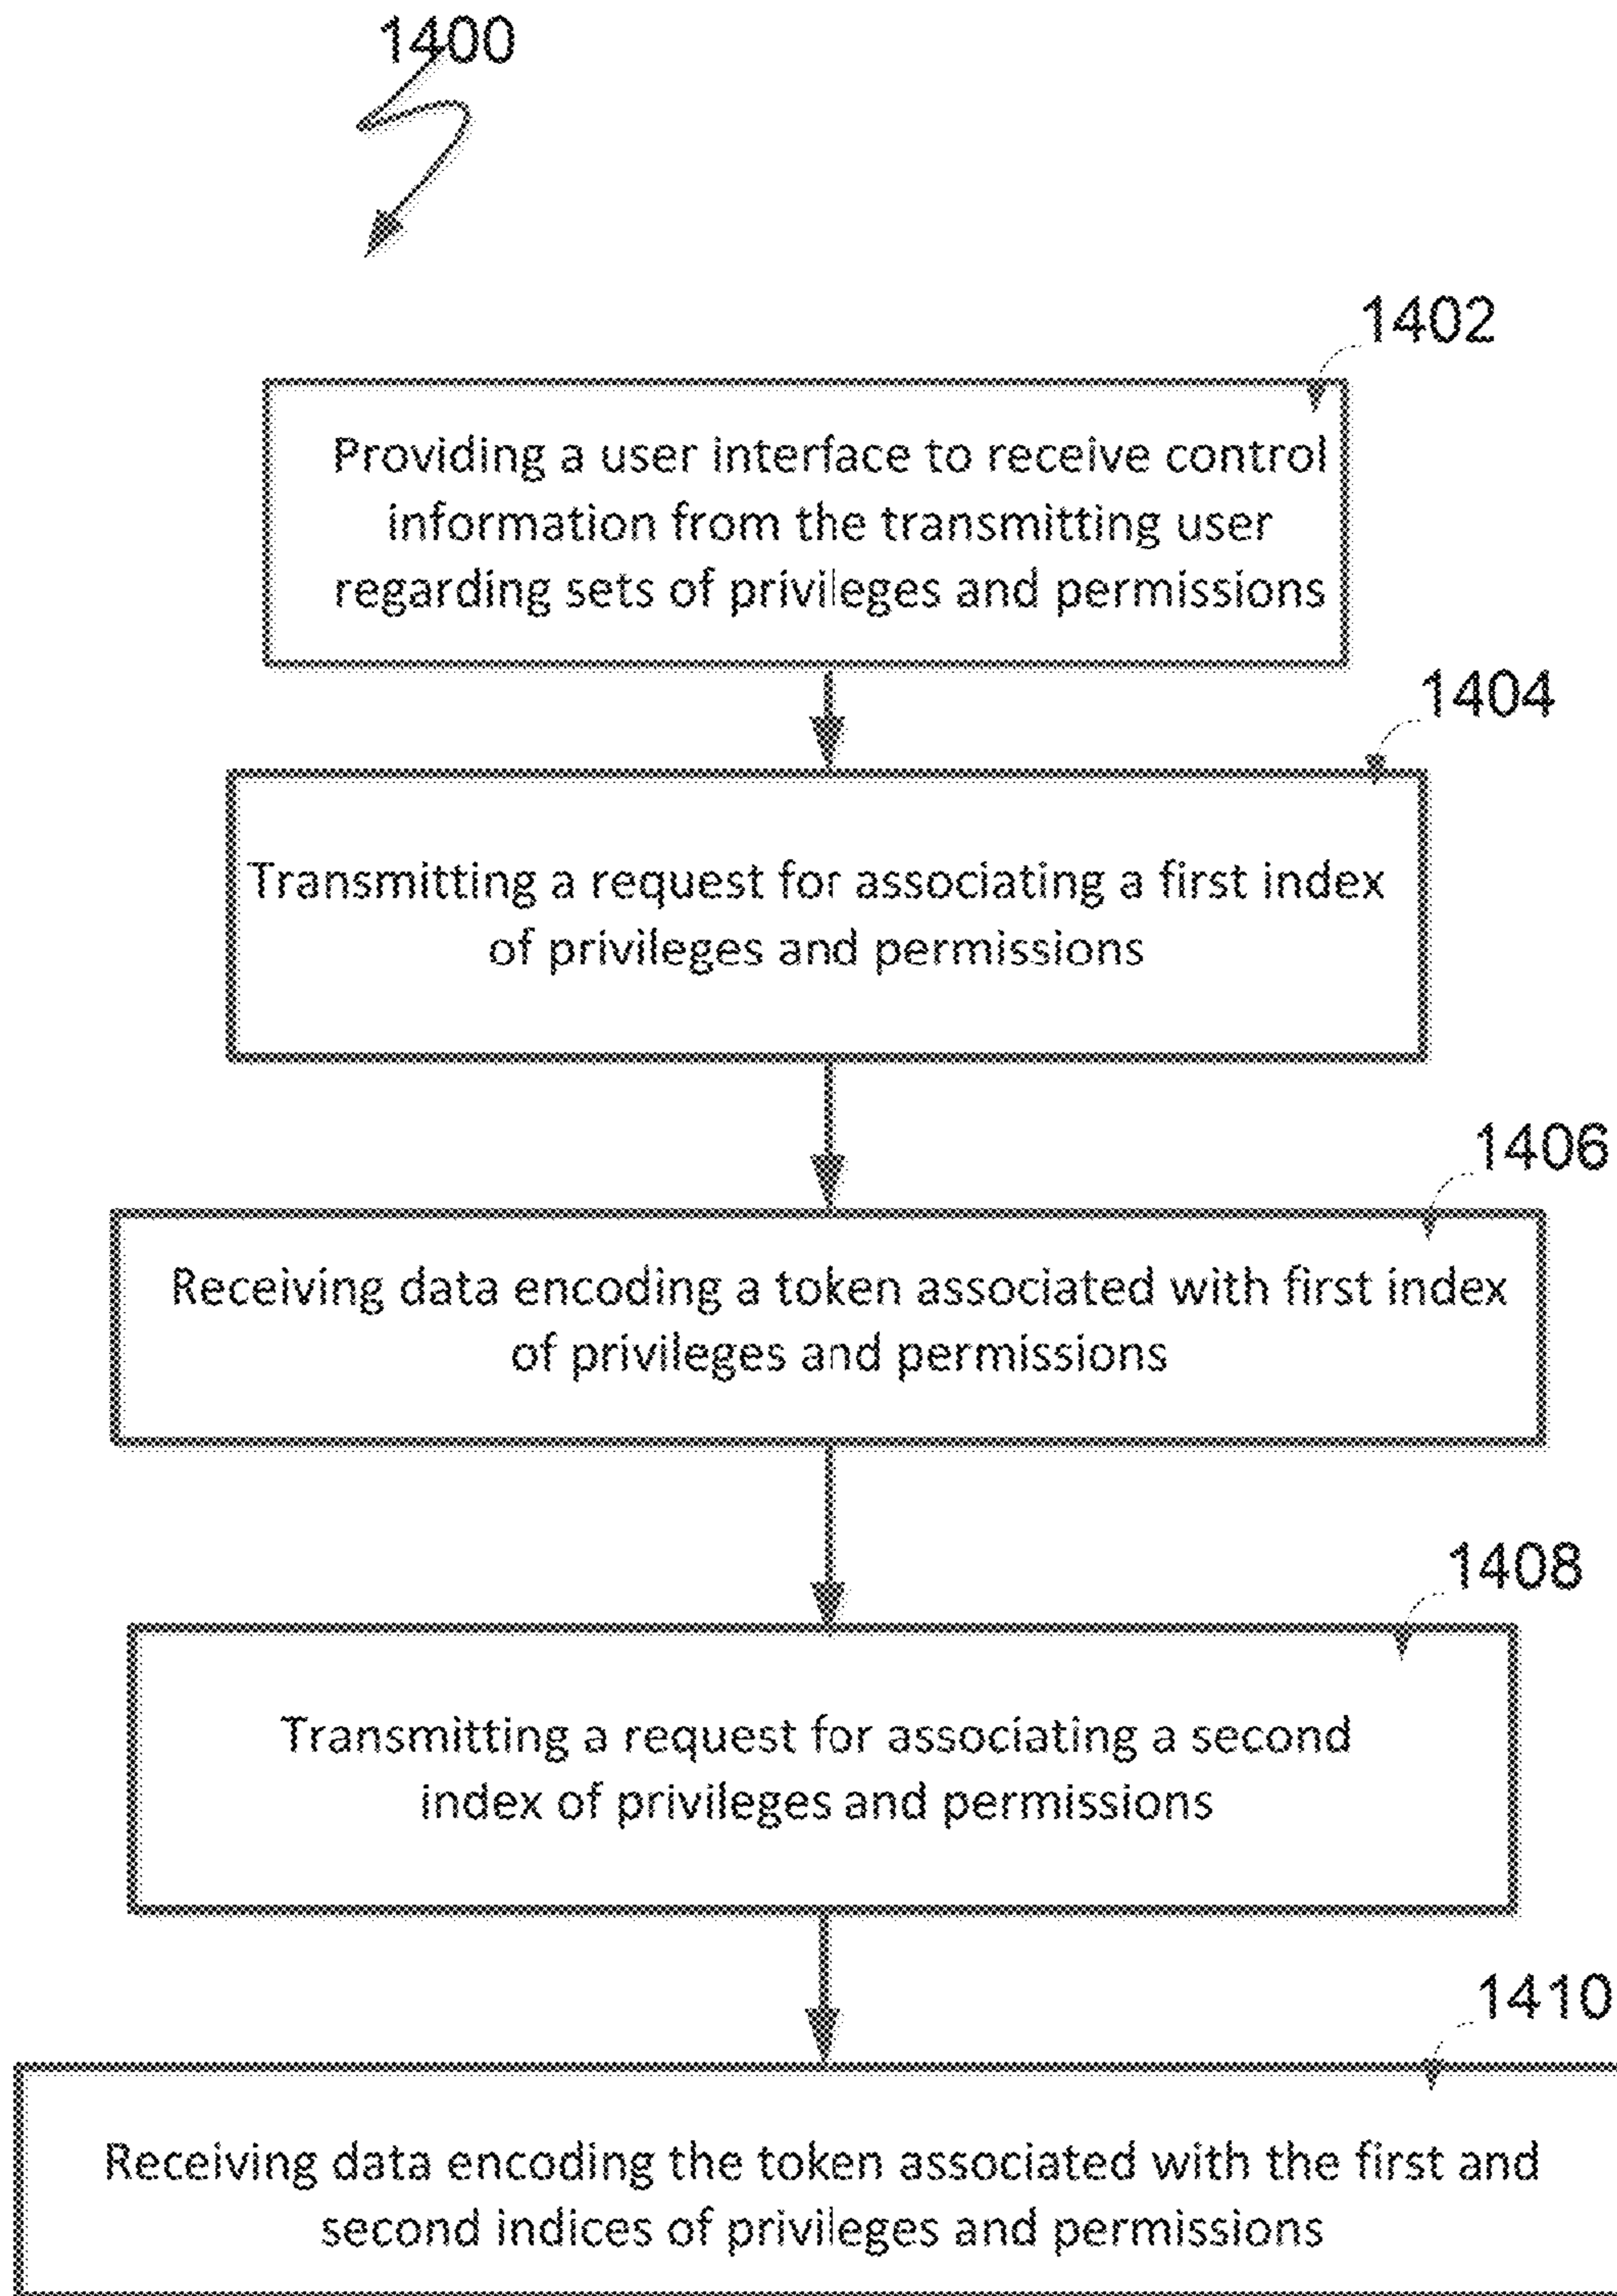 1400
1402
Providing a user interface to receive control
information from the transmitting user
regarding sets of privileges and permissions
1404
Transmitting a request for associating a first index
of privileges and permissions
1406
Receiving data encoding a token associated with first index
of privileges and permissions
1408
Transmitting a request for associating a second
index of privileges and permissions
1410
Receiving data encoding the token associated with the first and
second indices of privileges and permissions